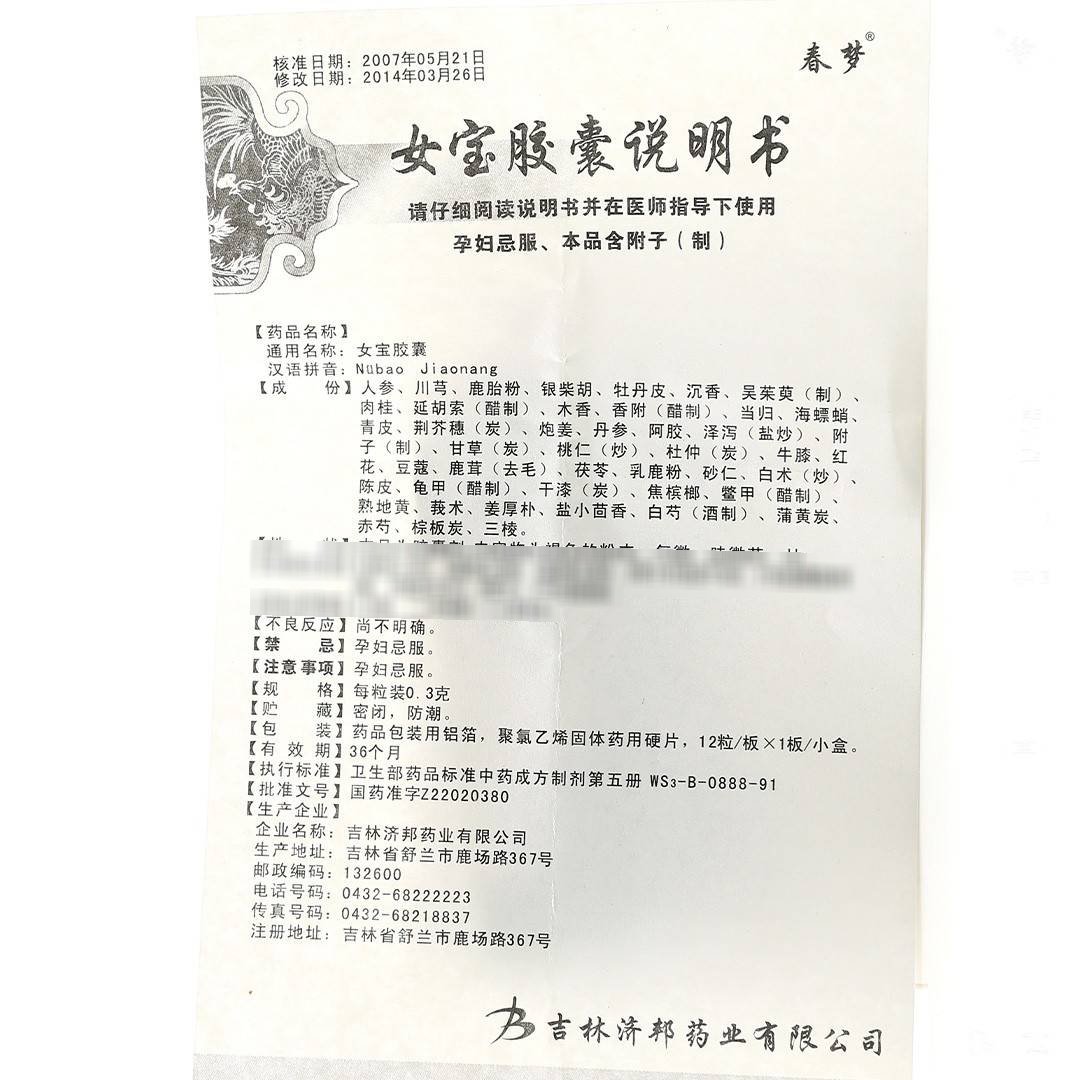 核准日期：2007年05月21日
修改日期：2014年03月26日
春梦®
女宝胶囊说明书
请仔细阅读说明书并在医师指导下使用
孕妇忌服、本品含附子（制）
【药品名称】
通用名称：女宝胶囊
汉语拼音：Nübao Jiaonang
【成 份】人参、川芎、鹿胎粉、银柴胡、牡丹皮、沉香、吴茱萸（制）、
肉桂、延胡索（醋制）、木香、香附（醋制）、当归、海螵蛸、
青皮、荆芥穗（炭）、炮姜、丹参、阿胶、泽泻（盐炒）、附
子（制）、甘草（炭）、桃仁（炒）、杜仲（炭）、牛膝、红
花、豆蔻、鹿茸（去毛）、茯苓、乳鹿粉、砂仁、白术（炒）、
陈皮、龟甲（醋制）、干漆（炭）、焦槟榔、鳖甲（醋制）、
熟地黄、莪术、姜厚朴、盐小茴香、白芍（酒制）、蒲黄炭、
赤芍、棕板炭、三棱。
【不良反应】尚不明确。
【禁 忌】孕妇忌服。
【注意事项】孕妇忌服。
【规 格】每粒装0.3克
【贮 藏】密闭，防潮。
【包 装】药品包装用铝箔，聚氯乙烯固体药用硬片，12粒/板×1板/小盒。
【有 效 期】36个月
【执行标准】卫生部药品标准中药成方制剂第五册 WS₃-B-0888-91
【批准文号】国药准字Z22020380
【生产企业】
企业名称：吉林济邦药业有限公司
生产地址：吉林省舒兰市鹿场路367号
邮政编码：132600
电话号码：0432-68222223
传真号码：0432-68218837
注册地址：吉林省舒兰市鹿场路367号
吉林济邦药业有限公司